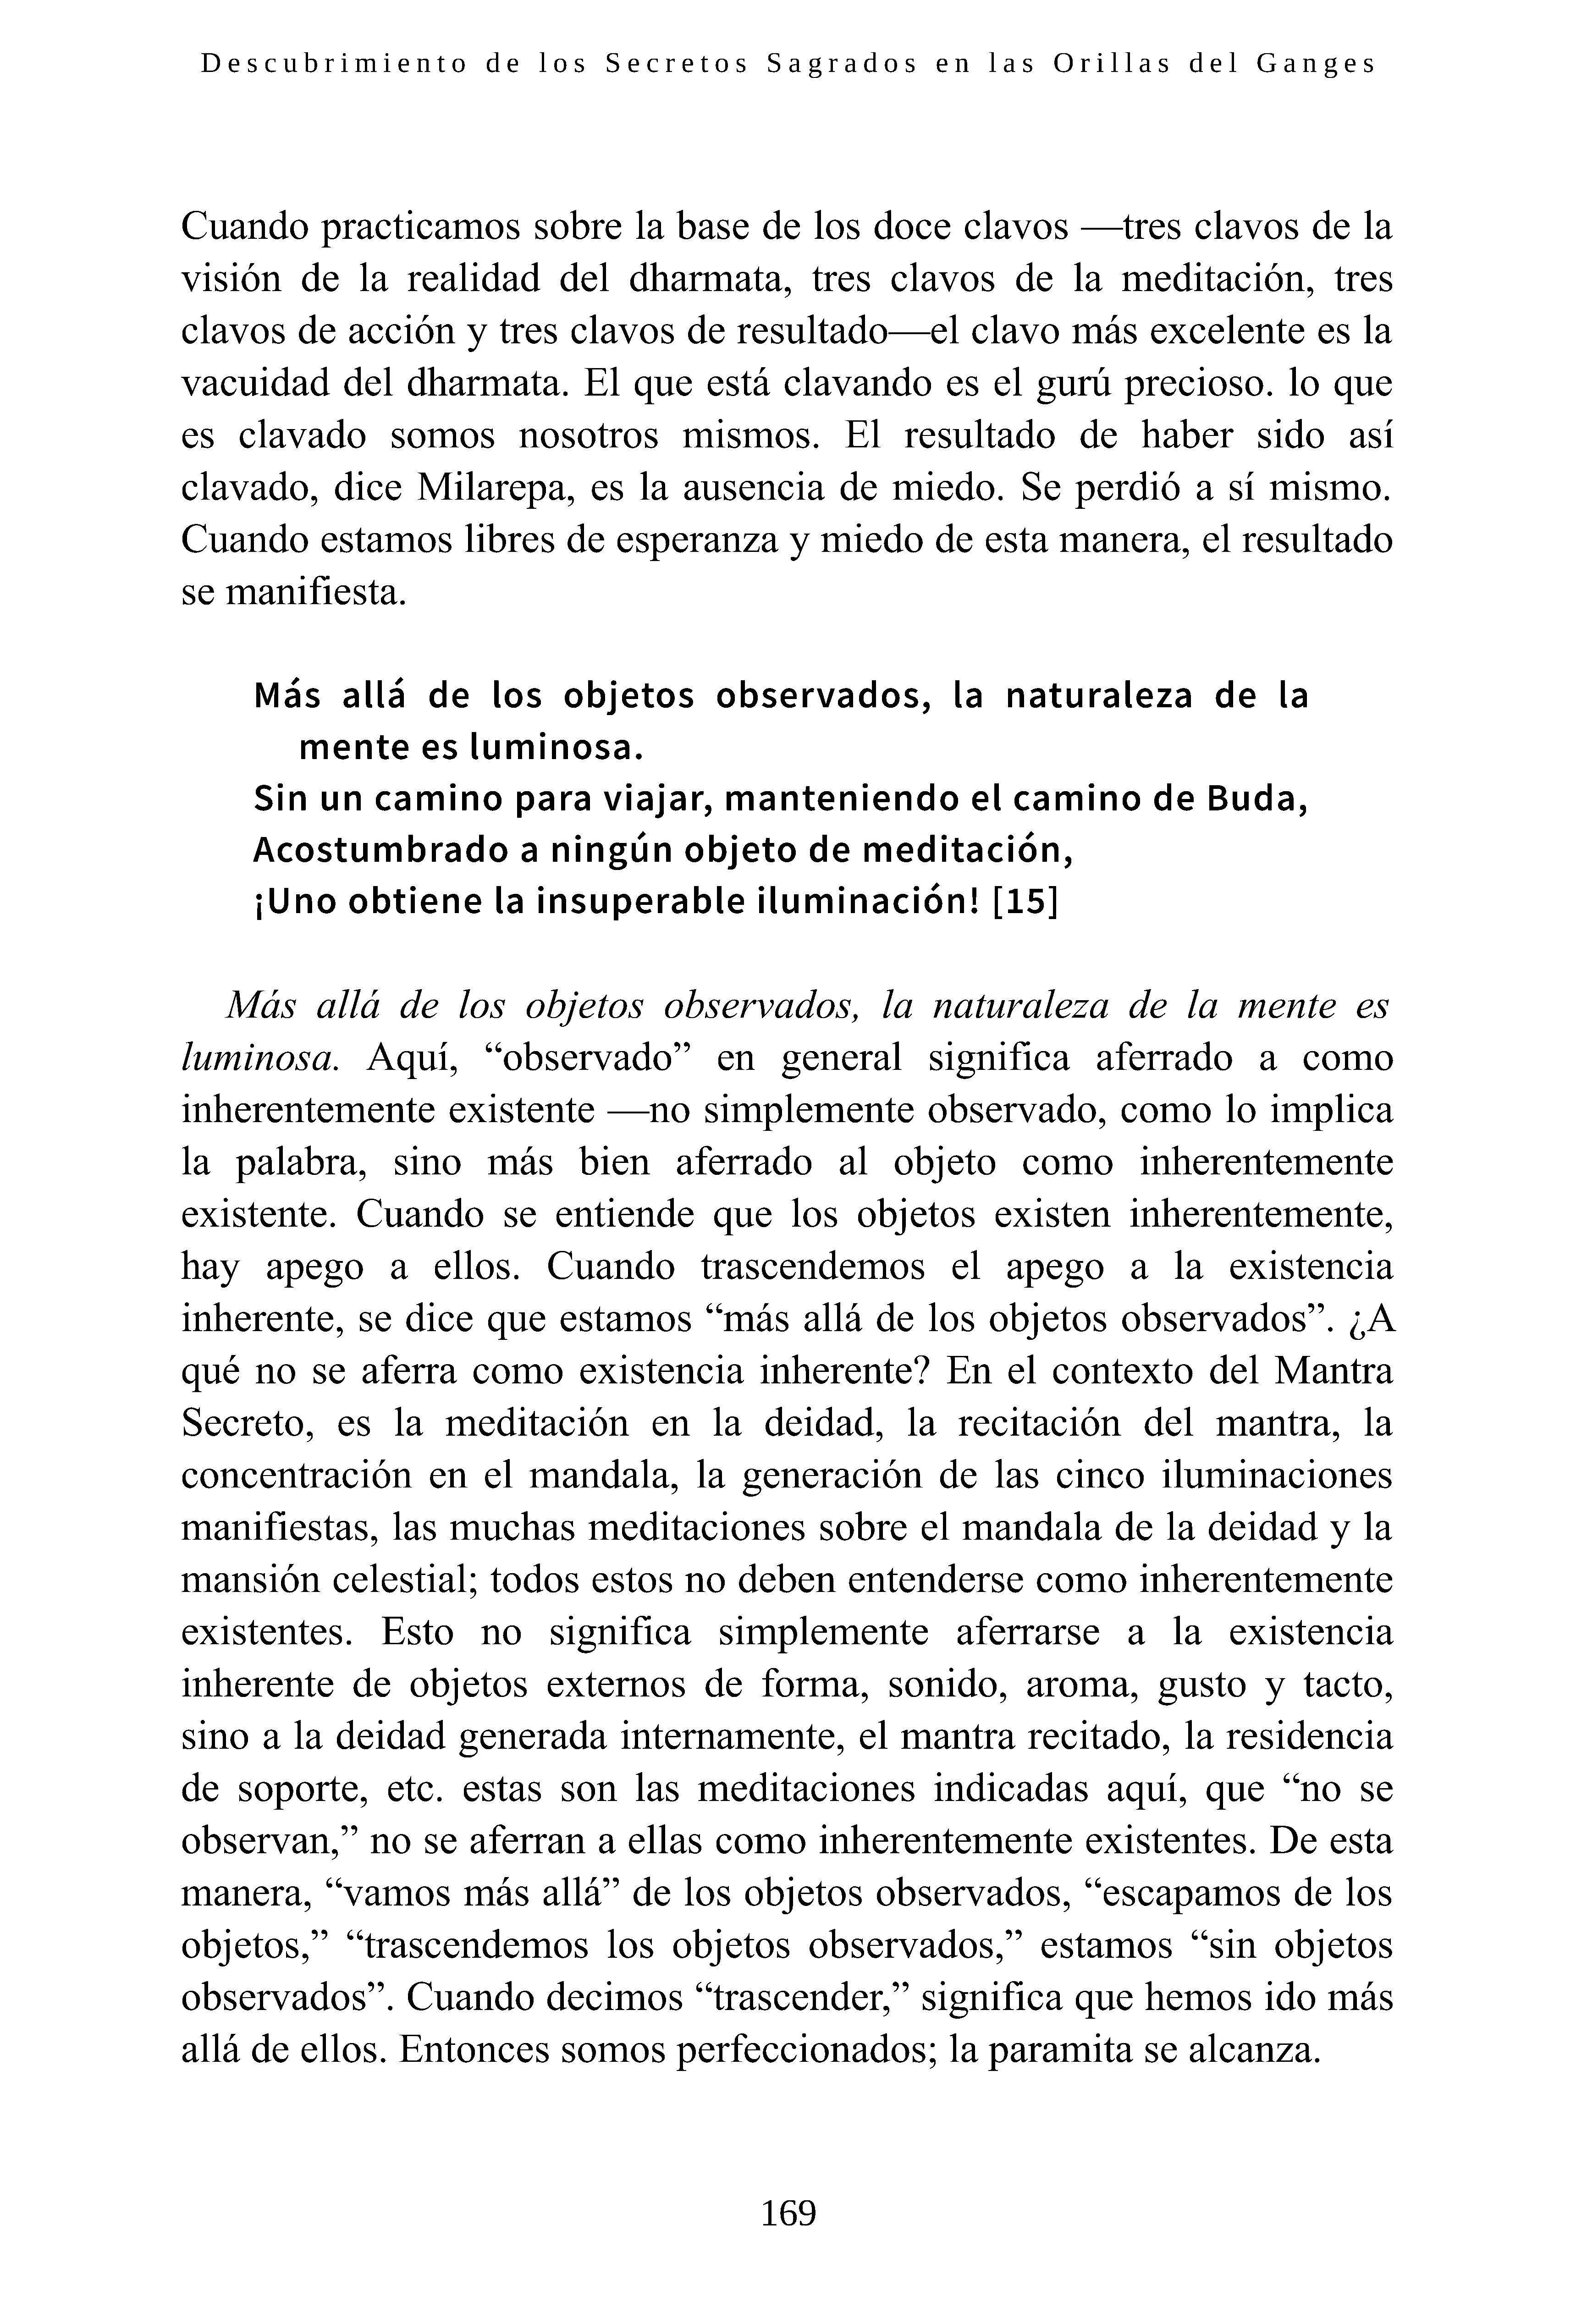 Descubrimiento de los Secretos Sagrados en las Orillas del Ganges
Cuando practicamos sobre la base de los doce clavos —tres clavos de la
visión de la realidad del dharmata, tres clavos de la meditación, tres
clavos de acción y tres clavos de resultado—el clavo más excelente es la
vacuidad del dharmata. El que está clavando es el gurú precioso. lo que
es clavado somos nosotros mismos. El resultado de haber sido así
clavado, dice Milarepa, es la ausencia de miedo. Se perdió a sí mismo.
Cuando estamos libres de esperanza y miedo de esta manera, el resultado
se manifiesta.
Más allá de los objetos observados, la naturaleza de la
mente es luminosa.
Sin un camino para viajar, manteniendo el camino de Buda,
Acostumbrado a ningún objeto de meditación,
¡Uno obtiene la insuperable iluminación! [15]
Más allá de los objetos observados, la naturaleza de la mente es
luminosa. Aquí, “observado” en general significa aferrado a como
inherentemente existente —no simplemente observado, como lo implica
la palabra, sino más bien aferrado al objeto como inherentemente
existente. Cuando se entiende que los objetos existen inherentemente,
hay apego a ellos. Cuando trascendemos el apego a la existencia
inherente, se dice que estamos “más allá de los objetos observados”. ¿A
qué no se aferra como existencia inherente? En el contexto del Mantra
Secreto, es la meditación en la deidad, la recitación del mantra, la
concentración en el mandala, la generación de las cinco iluminaciones
manifiestas, las muchas meditaciones sobre el mandala de la deidad y la
mansión celestial; todos estos no deben entenderse como inherentemente
existentes. Esto no significa simplemente aferrarse a la existencia
inherente de objetos externos de forma, sonido, aroma, gusto y tacto,
sino a la deidad generada internamente, el mantra recitado, la residencia
de soporte, etc. estas son las meditaciones indicadas aquí, que “no se
observan,” no se aferran a ellas como inherentemente existentes. De esta
manera, “vamos más allá” de los objetos observados, “escapamos de los
objetos,” “trascendemos los objetos observados,” estamos “sin objetos
observados”. Cuando decimos “trascender,” significa que hemos ido más
allá de ellos. Entonces somos perfeccionados; la paramita se alcanza.
169